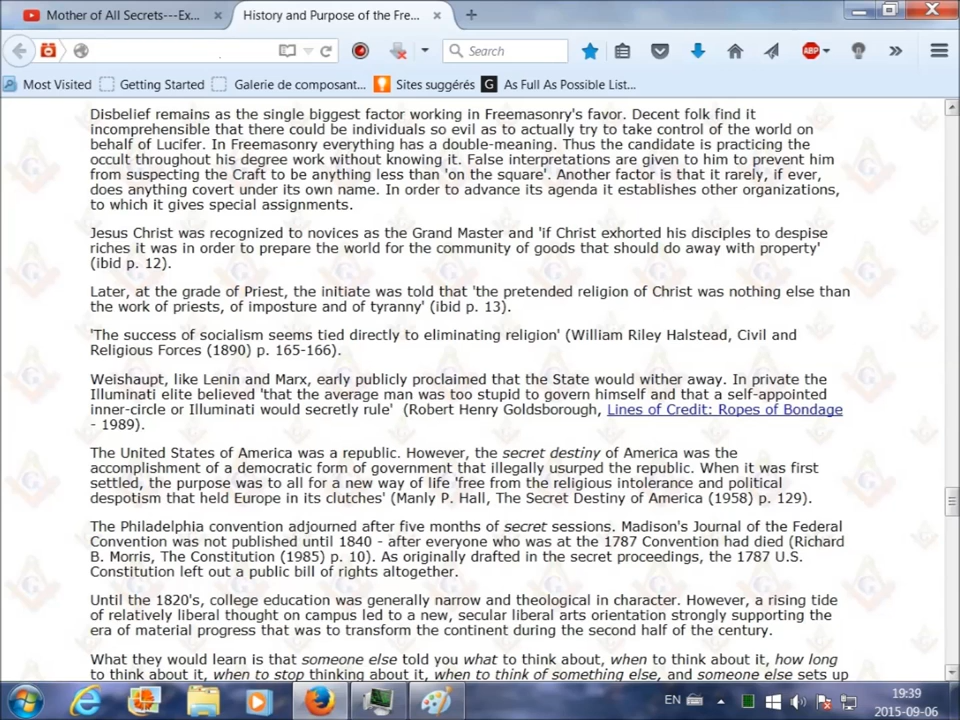 Mother of All Secrets---Ex...
History and Purpose of the Fre...
Search
ABP
Most Visited
Getting Started
Galerie de composant...
Sites suggérés
G
As Full As Possible List...
Disbelief remains as the single biggest factor working in Freemasonry's favor. Decent folk find it
incomprehensible that there could be individuals so evil as to actually try to take control of the world on
behalf of Lucifer. In Freemasonry everything has a double-meaning. Thus the candidate is practicing the
occult throughout his degree work without knowing it. False interpretations are given to him to prevent him
from suspecting the Craft to be anything less than 'on the square'. Another factor is that it rarely, if ever,
does anything covert under its own name. In order to advance its agenda it establishes other organizations,
to which it gives special assignments.
Jesus Christ was recognized to novices as the Grand Master and 'if Christ exhorted his disciples to despise
riches it was in order to prepare the world for the community of goods that should do away with property'
(ibid p. 12).
Later, at the grade of Priest, the initiate was told that 'the pretended religion of Christ was nothing else than
the work of priests, of imposture and of tyranny' (ibid p. 13).
'The success of socialism seems tied directly to eliminating religion' (William Riley Halstead, Civil and
Religious Forces (1890) p. 165-166).
Weishaupt, like Lenin and Marx, early publicly proclaimed that the State would wither away. In private the
Illuminati elite believed 'that the average man was too stupid to govern himself and that a self-appointed
inner-circle or Illuminati would secretly rule'  (Robert Henry Goldsborough, Lines of Credit: Ropes of Bondage
- 1989).
The United States of America was a republic. However, the secret destiny of America was the
accomplishment of a democratic form of government that illegally usurped the republic. When it was first
settled, the purpose was to all for a new way of life 'free from the religious intolerance and political
despotism that held Europe in its clutches' (Manly P. Hall, The Secret Destiny of America (1958) p. 129).
The Philadelphia convention adjourned after five months of secret sessions. Madison's Journal of the Federal
Convention was not published until 1840 - after everyone who was at the 1787 Convention had died (Richard
B. Morris, The Constitution (1985) p. 10). As originally drafted in the secret proceedings, the 1787 U.S.
Constitution left out a public bill of rights altogether.
Until the 1820's, college education was generally narrow and theological in character. However, a rising tide
of relatively liberal thought on campus led to a new, secular liberal arts orientation strongly supporting the
era of material progress that was to transform the continent during the second half of the century.
What they would learn is that someone else told you what to think about, when to think about it, how long
to think about it, when to stop thinking about it, when to think of something else, and someone else sets up
EN
19:39
2015-09-06